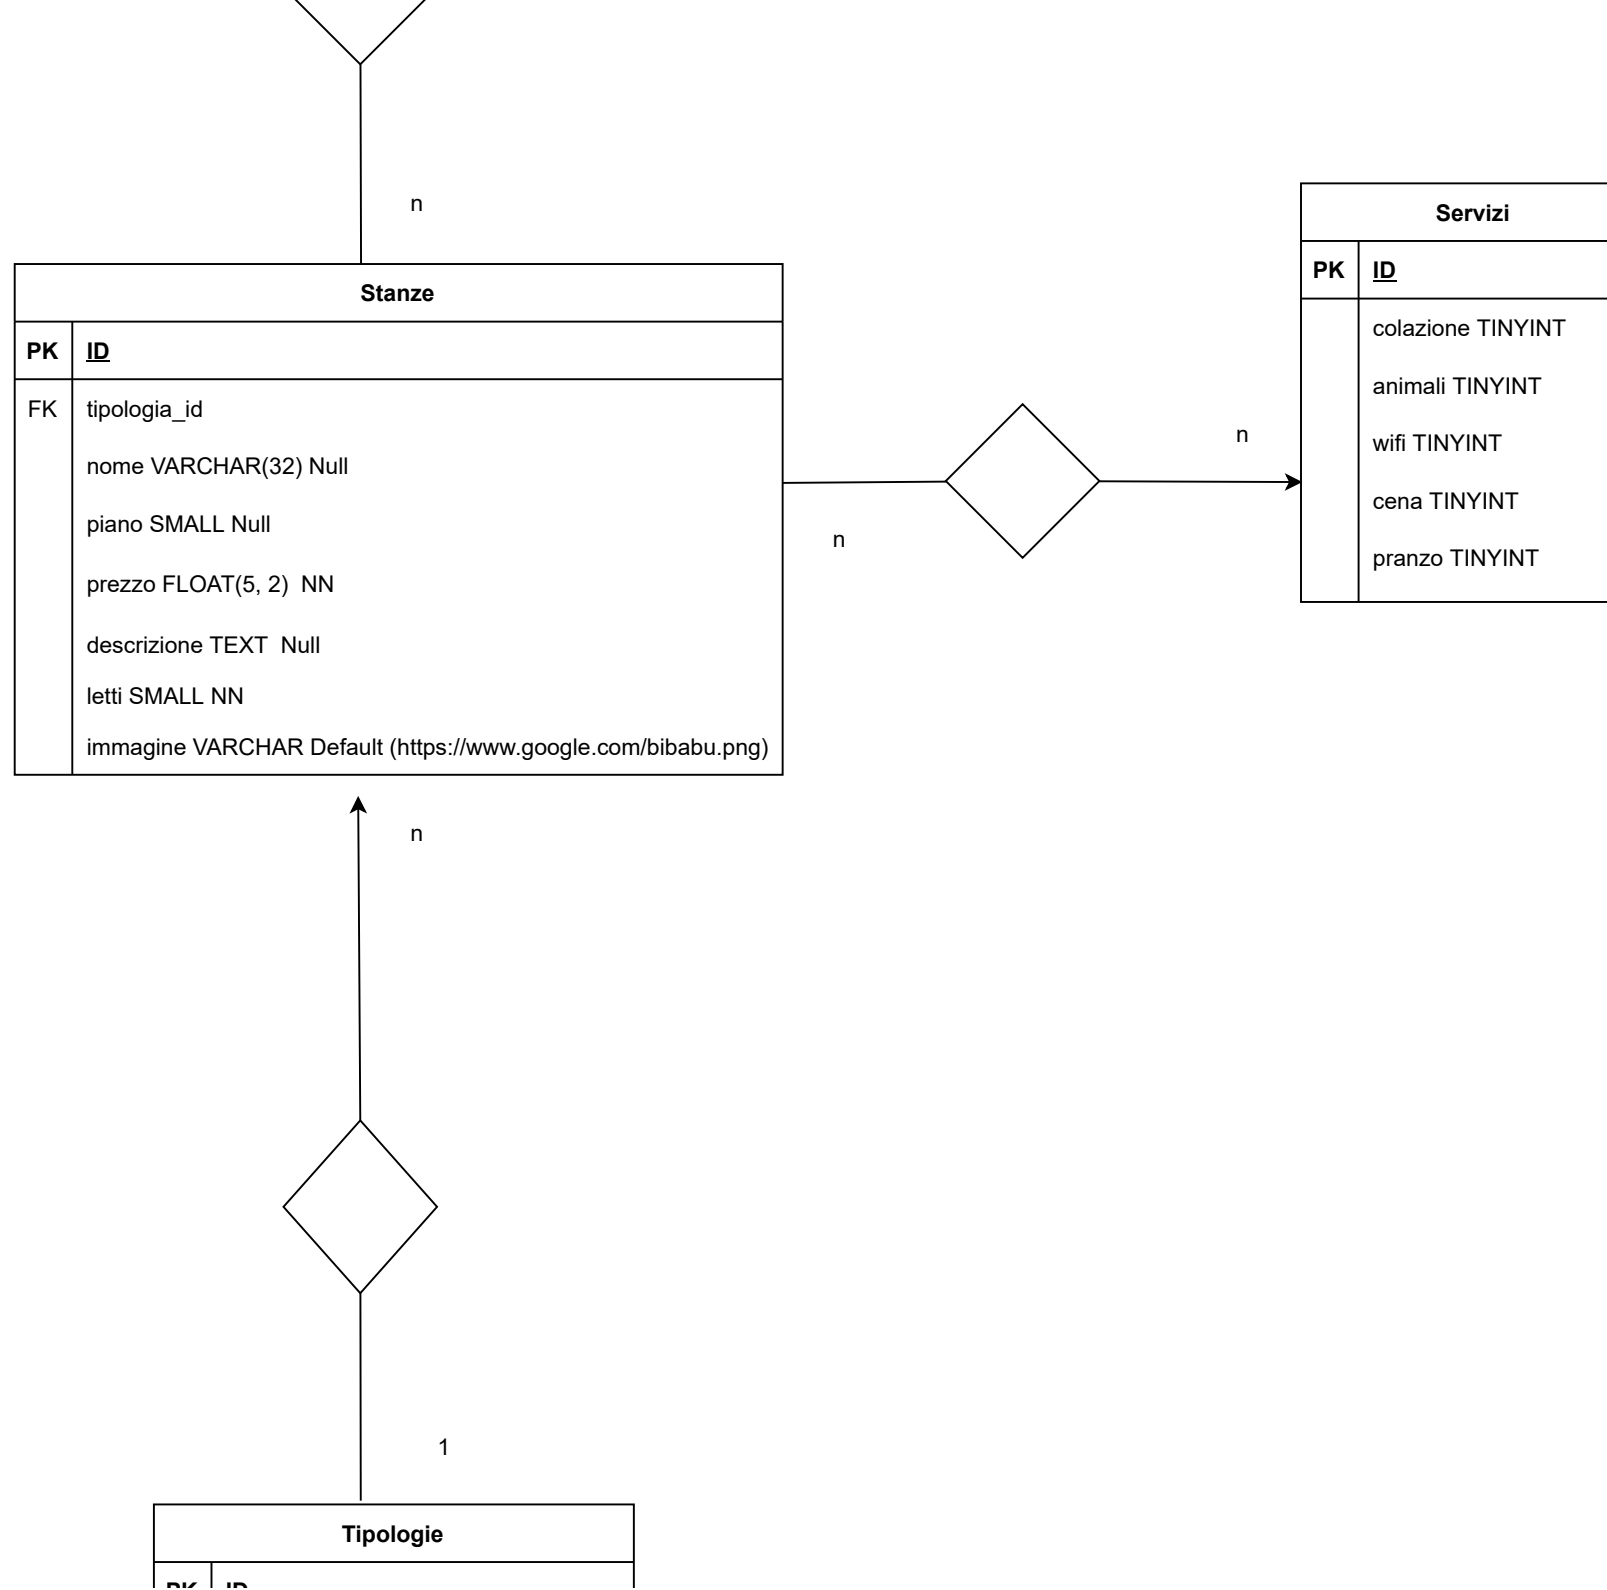 n
Stanze
PK ID
FK tipologia_id
nome VARCHAR(32) Null
piano SMALL Null
prezzo FLOAT(5, 2)  NN
descrizione TEXT  Null
letti SMALL NN
immagine VARCHAR Default (https://www.google.com/bibabu.png)
n
n
Servizi
PK ID
colazione TINYINT
animali TINYINT
wifi TINYINT
cena TINYINT
pranzo TINYINT
n
1
Tipologie
PK ID